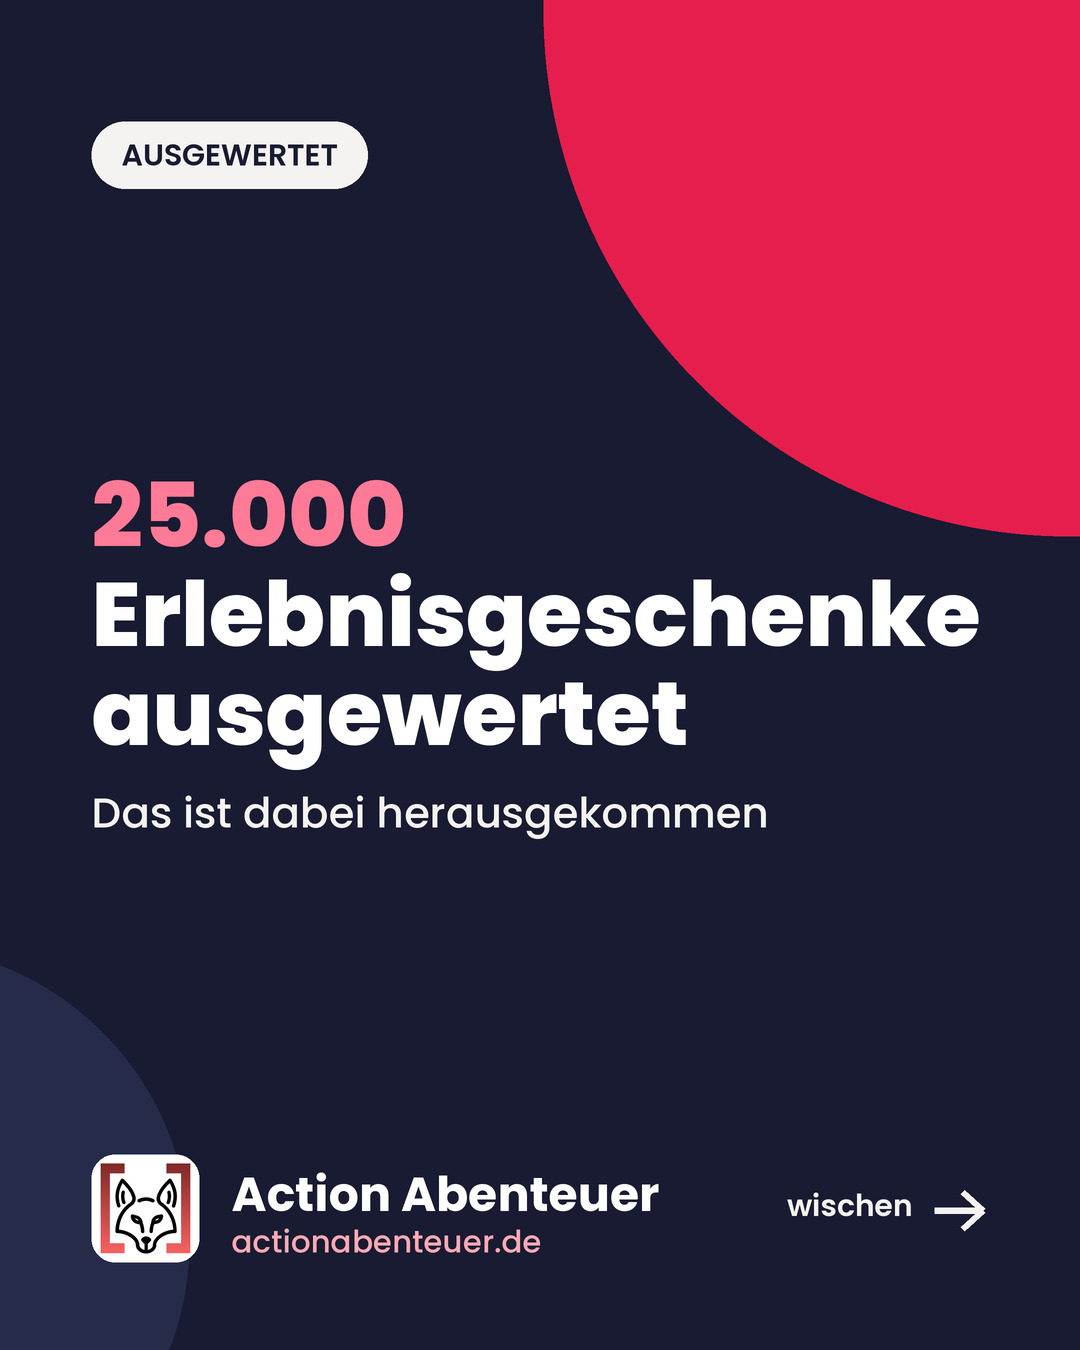 AUSGEWERTET
25.000
Erlebnisgeschenke
ausgewertet
Das ist dabei herausgekommen
Action Abenteuer
actionabenteuer.de
wischen